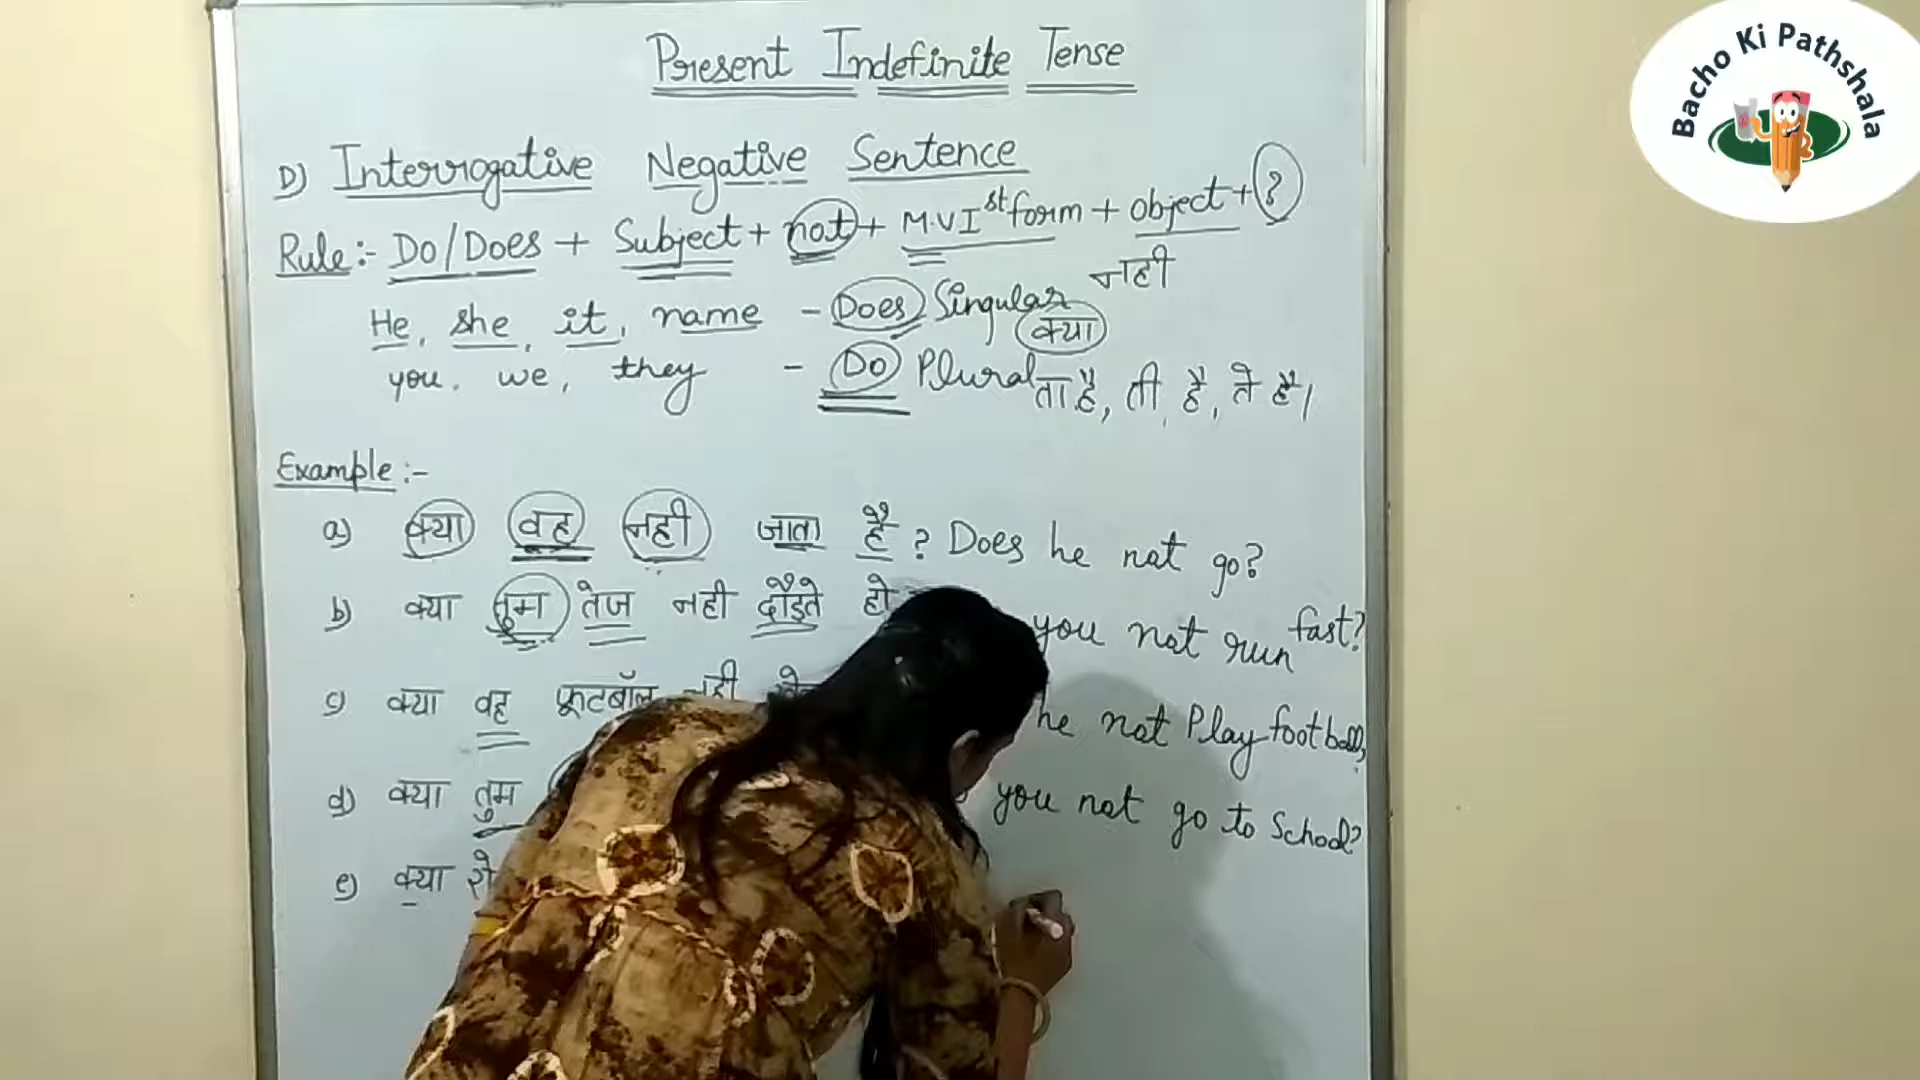 Bacho Ki Pathshala
Present Indefinite Tense
D) Interrogative Negative Sentence
Rule:- Do/Does + Subject + not + M.V Ist form + object + ?
नही
He, she, it, name - Does Singular
क्या
you, we, they - Do Plural ता है, ती है, ते है।
Example:-
a) क्या वह नही जाता है ? Does he not go?
b) क्या तुम तेज नही दौड़ते हो you not run fast?
c) क्या वह फूटबॉल नही he not Play football,
d) क्या तुम you not go to School?
e) क्या